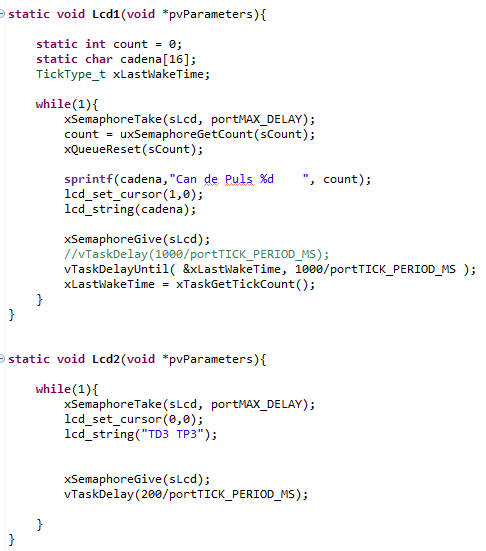 static void Lcd1(void *pvParameters){
static int count = 0;
static char cadena[16];
TickType_t xLastWakeTime;
while(1){
xSemaphoreTake(sLcd, portMAX_DELAY);
count = uxSemaphoreGetCount(sCount);
xQueueReset(sCount);
sprintf(cadena,"Can de Puls %d    ", count);
lcd_set_cursor(1,0);
lcd_string(cadena);
xSemaphoreGive(sLcd);
//vTaskDelay(1000/portTICK_PERIOD_MS);
vTaskDelayUntil( &xLastWakeTime, 1000/portTICK_PERIOD_MS );
xLastWakeTime = xTaskGetTickCount();
}
}
static void Lcd2(void *pvParameters){
while(1){
xSemaphoreTake(sLcd, portMAX_DELAY);
lcd_set_cursor(0,0);
lcd_string("TD3 TP3");
xSemaphoreGive(sLcd);
vTaskDelay(200/portTICK_PERIOD_MS);
}
}